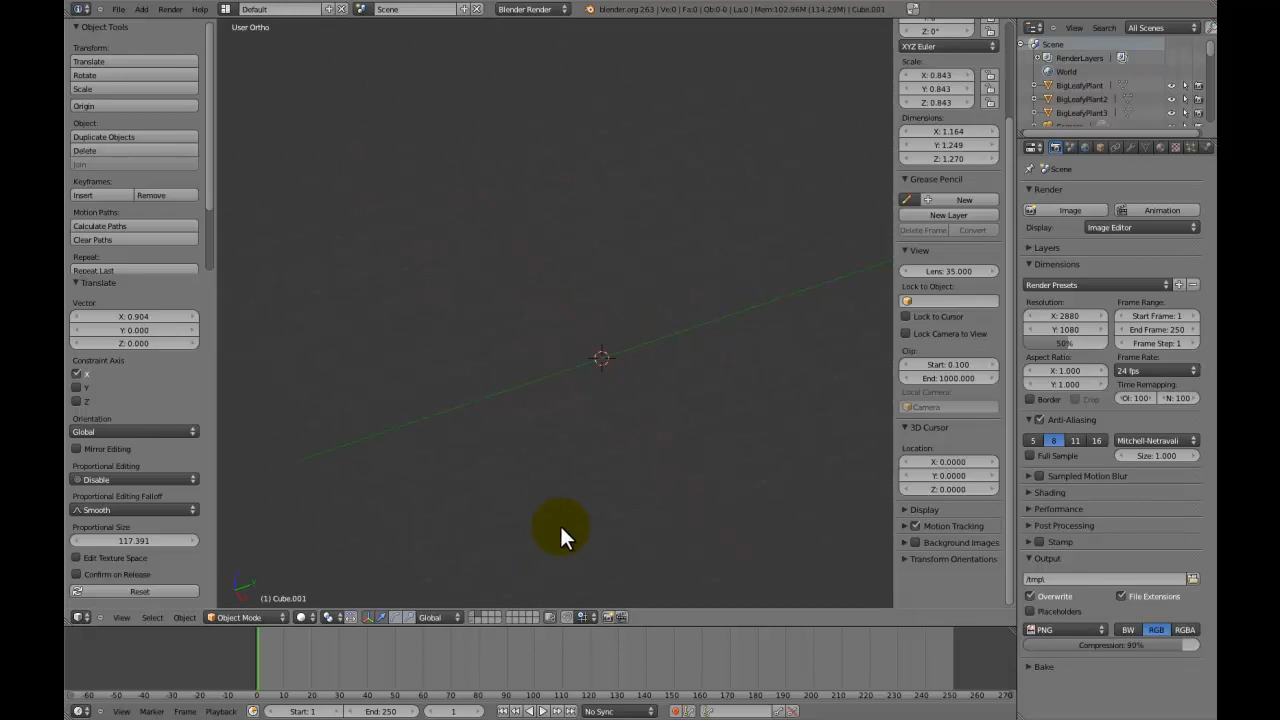 File Add Render Help Default Scene Blender Render blender.org 263 | Ve:0 | Fa:0 | Ob:0-0 | La:0 | Mem:102.96M (114.29M) | Cube.001
Object Tools
Transform:
Translate
Rotate
Scale
Origin
Object:
Duplicate Objects
Delete
Join
Keyframes:
Insert Remove
Motion Paths:
Calculate Paths
Clear Paths
Repeat:
Repeat Last
Translate
Vector
X: 0.904
Y: 0.000
Z: 0.000
Constraint Axis
X
Y
Z
Orientation
Global
Mirror Editing
Proportional Editing
Disable
Proportional Editing Falloff
Smooth
Proportional Size
117.391
Edit Texture Space
Confirm on Release
Reset
User Ortho
(1) Cube.001
View Select Object Object Mode Global
Z: 0°
XYZ Euler
Scale:
X: 0.843
Y: 0.843
Z: 0.843
Dimensions:
X: 1.164
Y: 1.249
Z: 1.270
Grease Pencil
New
New Layer
Delete Frame Convert
View
Lens: 35.000
Lock to Object:
Lock to Cursor
Lock Camera to View
Clip:
Start: 0.100
End: 1000.000
Local Camera:
Camera
3D Cursor
Location:
X: 0.0000
Y: 0.0000
Z: 0.0000
Display
Motion Tracking
Background Images
Transform Orientations
View Search All Scenes
Scene
RenderLayers
World
BigLeafyPlant
BigLeafyPlant2
BigLeafyPlant3
Scene
Render
Image Animation
Display: Image Editor
Layers
Dimensions
Render Presets
Resolution: Frame Range:
X: 2880 Start Frame: 1
Y: 1080 End Frame: 250
50% Frame Step: 1
Aspect Ratio: Frame Rate:
X: 1.000 24 fps
Y: 1.000 Time Remapping:
Border Crop Ol: 100 N: 100
Anti-Aliasing
5 8 11 16 Mitchell-Netravali
Full Sample Size: 1.000
Sampled Motion Blur
Shading
Performance
Post Processing
Stamp
Output
/tmp\
Overwrite File Extensions
Placeholders
PNG BW RGB RGBA
Compression: 90%
Bake
-60 -50 -40 -30 -20 -10 0 10 20 30 40 50 60 70 80 90 100 110 120 130 140 150 160 170 180 190 200 210 220 230 240 250 260 270
View Marker Frame Playback Start: 1 End: 250 1 No Sync